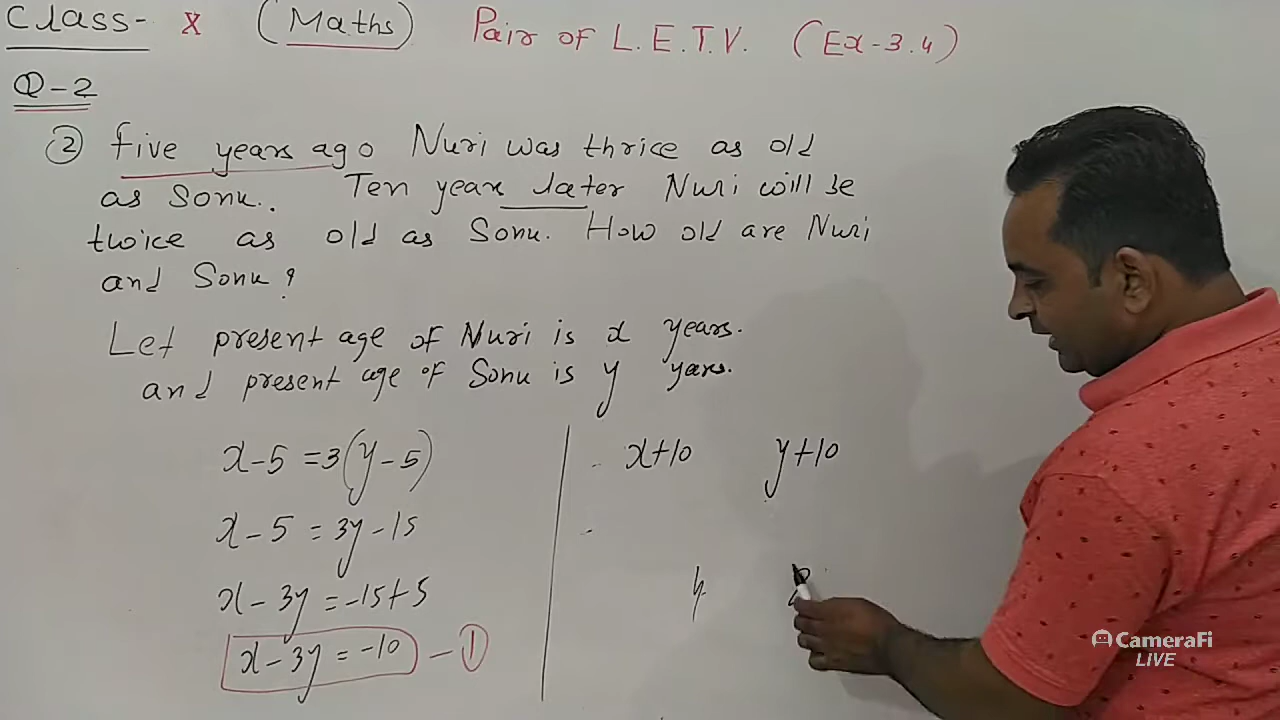 Class- X (Maths) Pair of L.E.T.V. (Ex-3.4)
Q-2
② five years ago Nuri was thrice as old
as Sonu. Ten year later Nuri will be
twice as old as Sonu. How old are Nuri
and Sonu?
Let present age of Nuri is x years.
and present age of Sonu is y years.
x-5 =3(y-5)
x-5 = 3y-15
x-3y =-15+5
x-3y = -10 - ①
x+10 y+10
CameraFi
LIVE